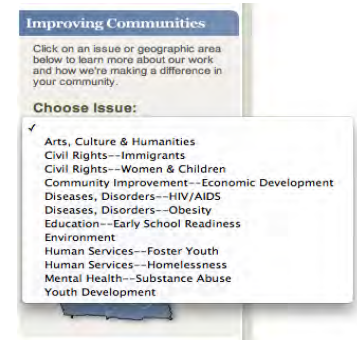 Improving Communities
Click on an issue or geographic area
below to learn more about our work
and how we're making a difference in
your community.
Choose Issue:
✓
Arts, Culture & Humanities
Civil Rights--Immigrants
Civil Rights--Women & Children
Community Improvement--Economic Development
Diseases, Disorders--HIV/AIDS
Diseases, Disorders--Obesity
Education--Early School Readiness
Environment
Human Services--Foster Youth
Human Services--Homelessness
Mental Health--Substance Abuse
Youth Development